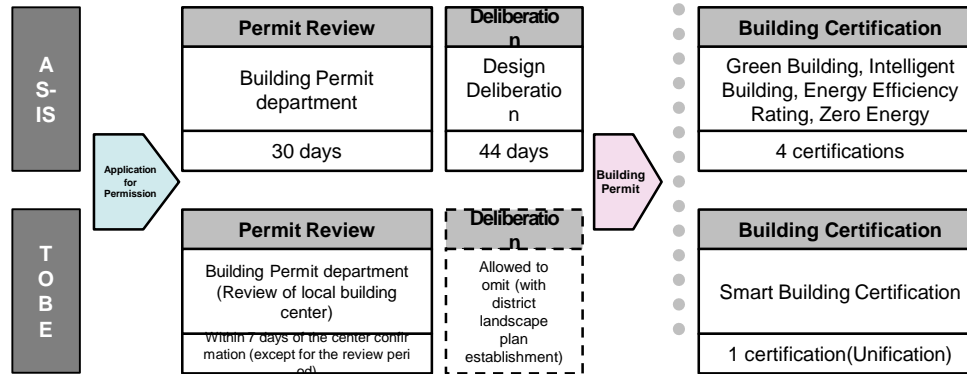 A
S-
IS
Application
for
Permission
Permit Review
Building Permit
department
30 days
Deliberatio
n
Design
Deliberatio
n
44 days
Building
Permit
Building Certification
Green Building, Intelligent
Building, Energy Efficiency
Rating, Zero Energy
4 certifications
T
O
B
E
Permit Review
Building Permit department
(Review of local building
center)
Within 7 days of the center confir
mation (except for the review peri
od)
Deliberatio
n
Allowed to
omit (with
district
landscape
plan
establishment)
Building Certification
Smart Building Certification
1 certification(Unification)